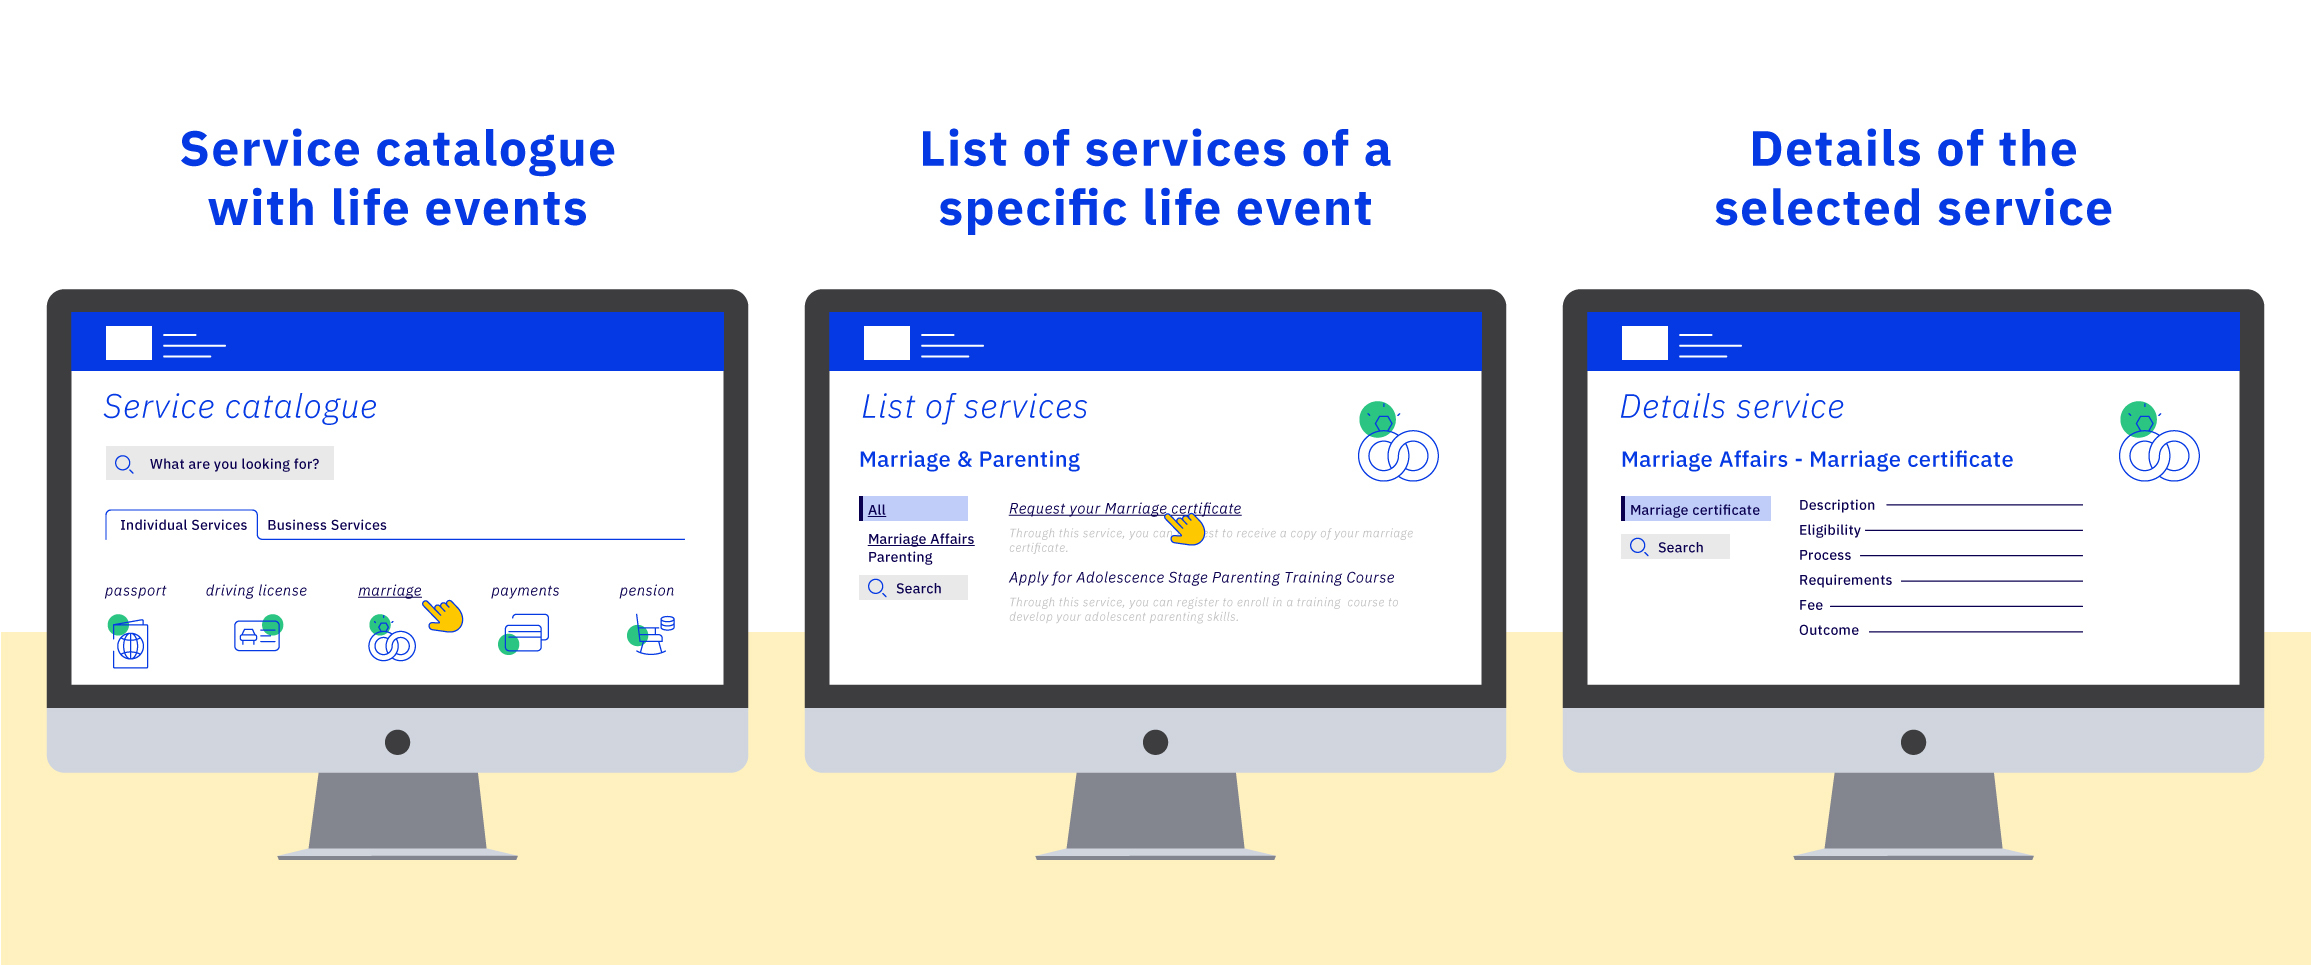 Service catalogue
with life events
List of services of a
specific life event
Details of the
selected service
Service catalogue
What are you looking for?
Individual Services
Business Services
passport
driving license
marriage
payments
pension
List of services
Marriage & Parenting
All
Marriage Affairs
Parenting
Search
Request your Marriage certificate
Through this service, you can est to receive a copy of your marriage
certificate.
Apply for Adolescence Stage Parenting Training Course
Through this service, you can register to enroll in a training course to
develop your adolescent parenting skills.
Details service
Marriage Affairs - Marriage certificate
Marriage certificate
Search
Description
Eligibility
Process
Requirements
Fee
Outcome